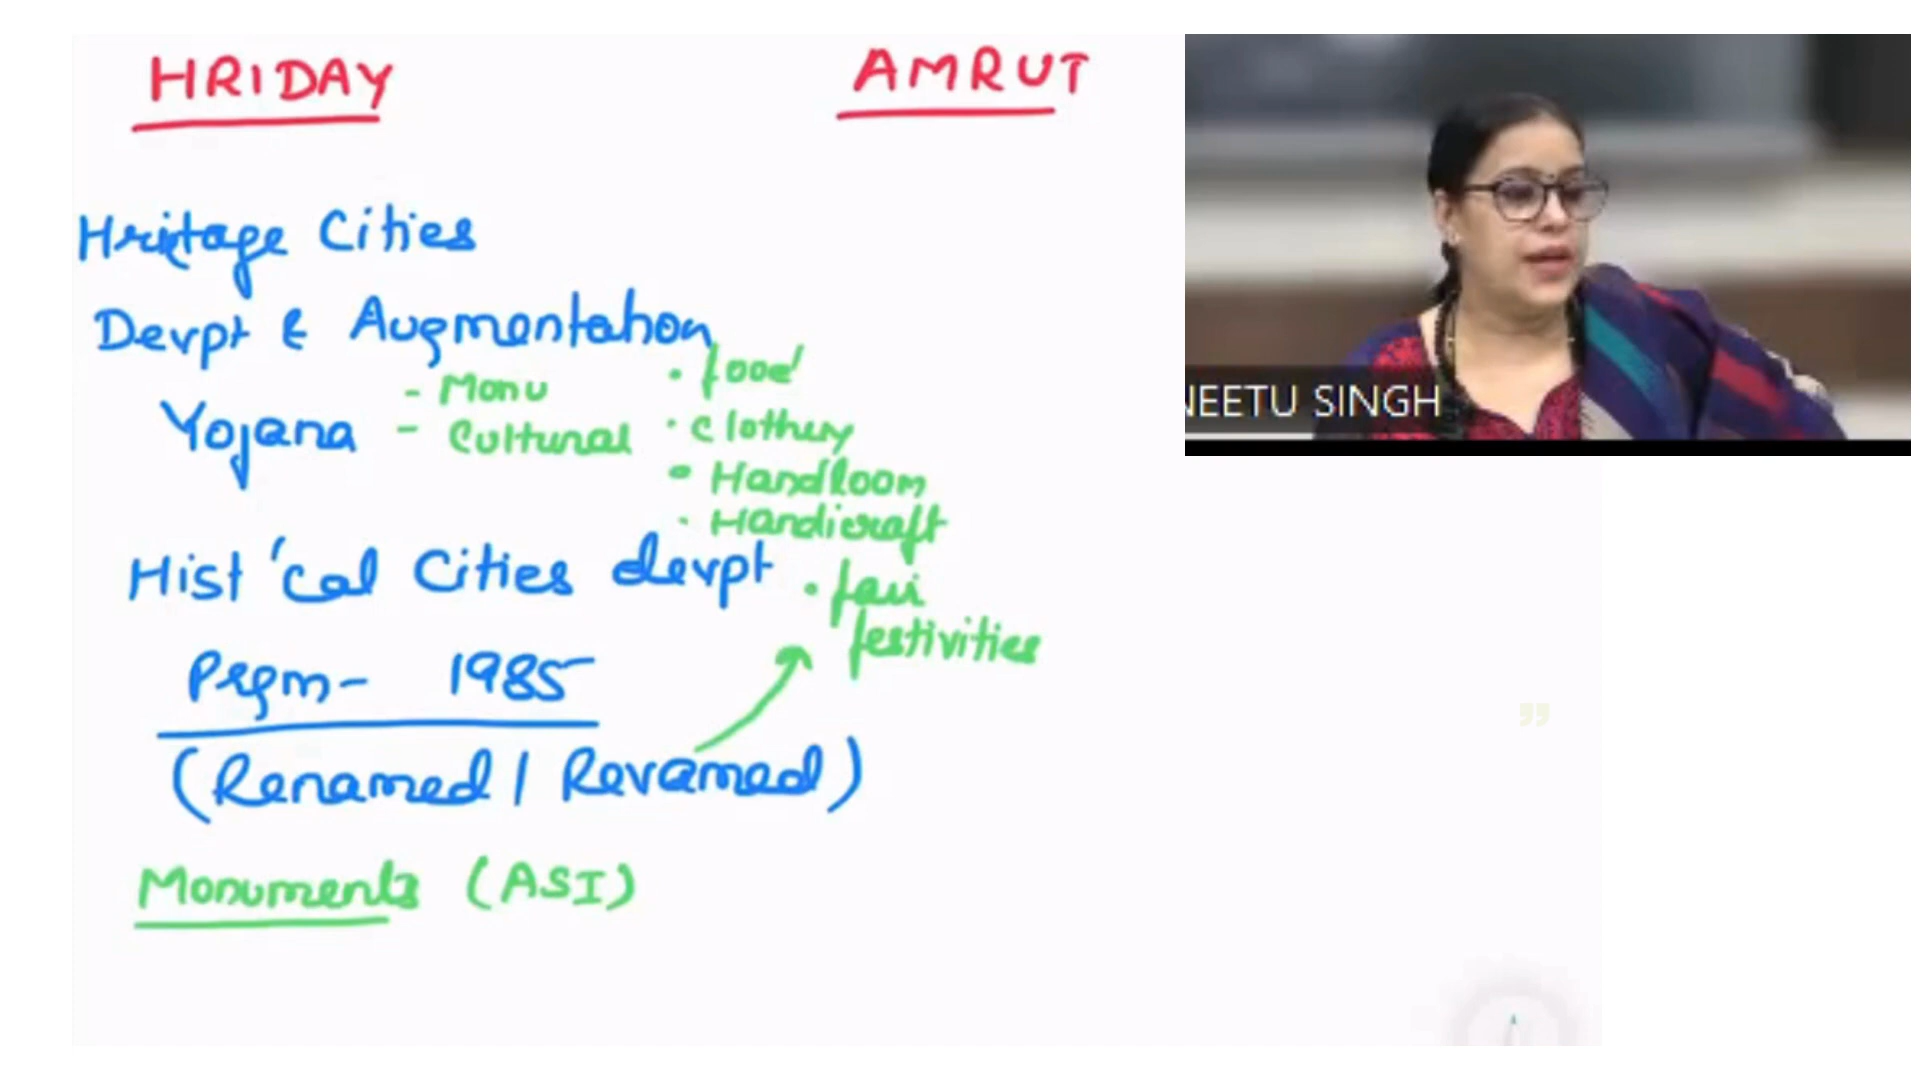 HRIDAY
AMRUT
Hritage Cities
Devpt & Augmentation
Yojana
- Monu
- Cultural
• food
• Clothing
• Handloom
• Handicraft
• fair
festivities
Hist'cal Cities devpt
Prgm- 1985
(Renamed / Revamed)
Monuments (ASI)
NEETU SINGH
”